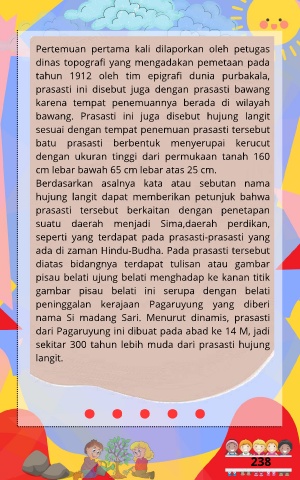 Pertemuan pertama kali dilaporkan oleh petugas
dinas topografi yang mengadakan pemetaan pada
tahun 1912 oleh tim epigrafi dunia purbakala,
prasasti ini disebut juga dengan prasasti bawang
karena tempat penemuannya berada di wilayah
bawang. Prasasti ini juga disebut hujung langit
sesuai dengan tempat penemuan prasasti tersebut
batu prasasti berbentuk menyerupai kerucut
dengan ukuran tinggi dari permukaan tanah 160
cm lebar bawah 65 cm lebar atas 25 cm.
Berdasarkan asalnya kata atau sebutan nama
hujung langit dapat memberikan petunjuk bahwa
prasasti tersebut berkaitan dengan penetapan
suatu daerah menjadi Sima,daerah perdikan,
seperti yang terdapat pada prasasti-prasasti yang
ada di zaman Hindu-Budha. Pada prasasti tersebut
diatas bidangnya terdapat tulisan atau gambar
pisau belati ujung belati menghadap ke kanan titik
gambar pisau belati ini serupa dengan belati
peninggalan kerajaan Pagaruyung yang diberi
nama Si madang Sari. Menurut dinamis, prasasti
dari Pagaruyung ini dibuat pada abad ke 14 M, jadi
sekitar 300 tahun lebih muda dari prasasti hujung
langit.
238